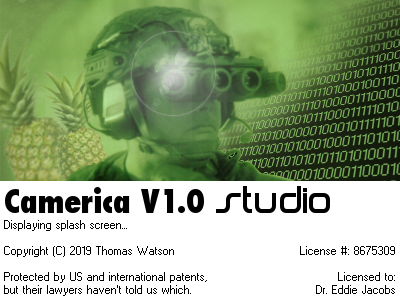 Camerica V1.0 studio
Displaying splash screen...
Copyright (C) 2019 Thomas Watson
License #: 8675309
Protected by US and international patents,
but their lawyers haven't told us which.
Licensed to:
Dr. Eddie Jacobs